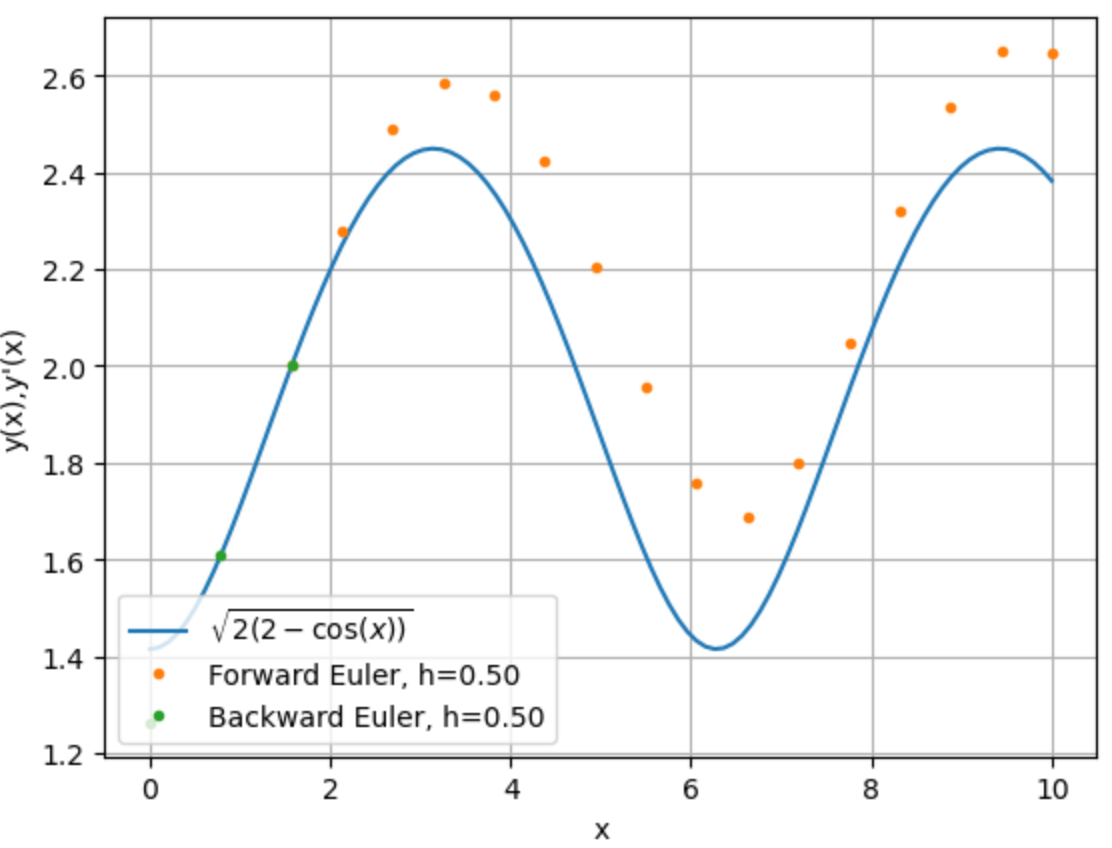 2.6
2.4
2.2
2.0
1.8
1.6
1.4
1.2
y(x),y'(x)
√2(2 − cos(x))
Forward Euler, h=0.50
Backward Euler, h=0.50
0 2 4 6 8 10
x